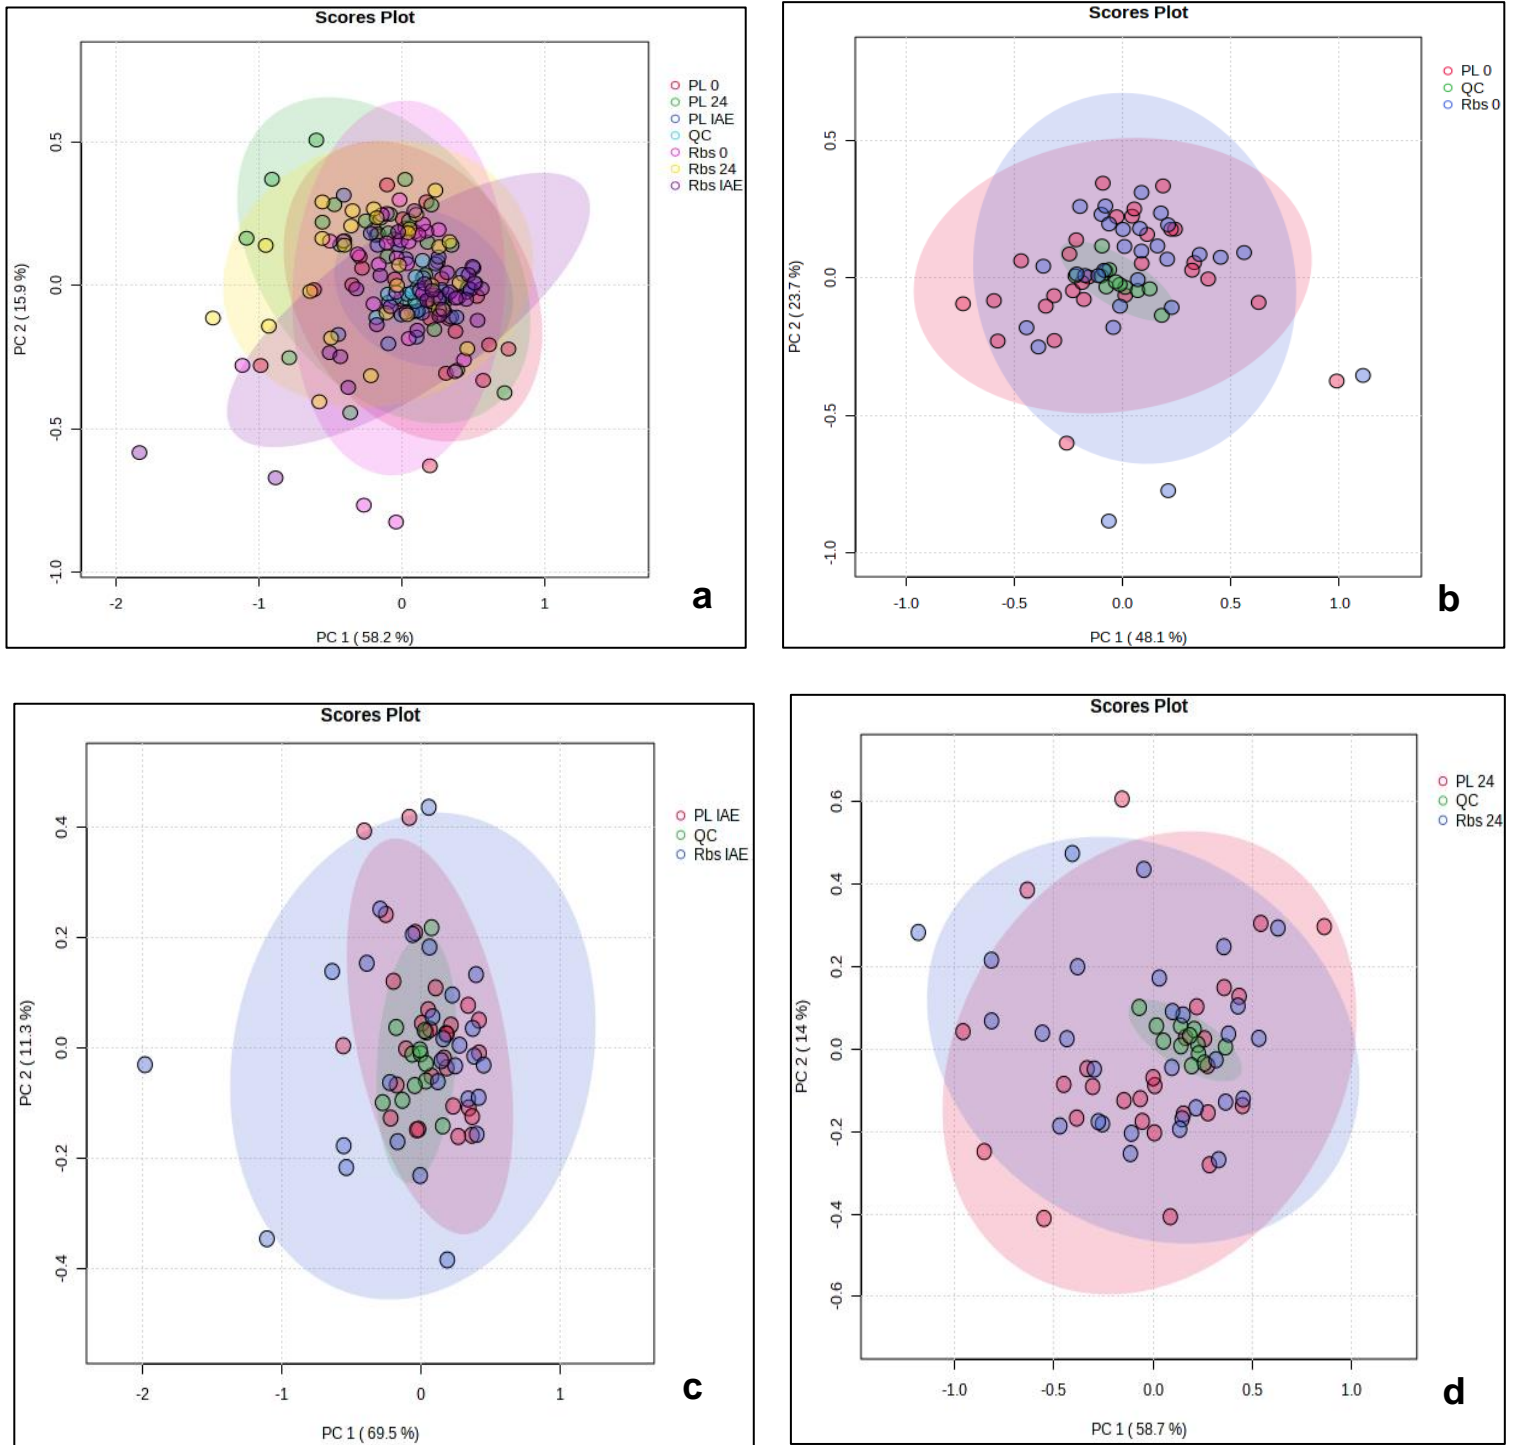 Scores Plot
PL 0
PL 24
PL IAE
QC
Rbs 0
Rbs 24
Rbs IAE
0.5
0.0
-0.5
-1.0
PC 2 ( 15.9 %)
-2 -1 0 1
PC 1 ( 58.2 %)
a
Scores Plot
PL 0
QC
Rbs 0
0.5
0.0
-0.5
-1.0
PC 2 ( 23.7 %)
-1.0 -0.5 0.0 0.5 1.0
PC 1 ( 48.1 %)
b
Scores Plot
PL IAE
QC
Rbs IAE
0.4
0.2
0.0
-0.2
-0.4
PC 2 ( 11.3 %)
-2 -1 0 1
PC 1 ( 69.5 %)
c
Scores Plot
PL 24
QC
Rbs 24
0.6
0.4
0.2
0.0
-0.2
-0.4
-0.6
PC 2 ( 14 %)
-1.0 -0.5 0.0 0.5 1.0
PC 1 ( 58.7 %)
d